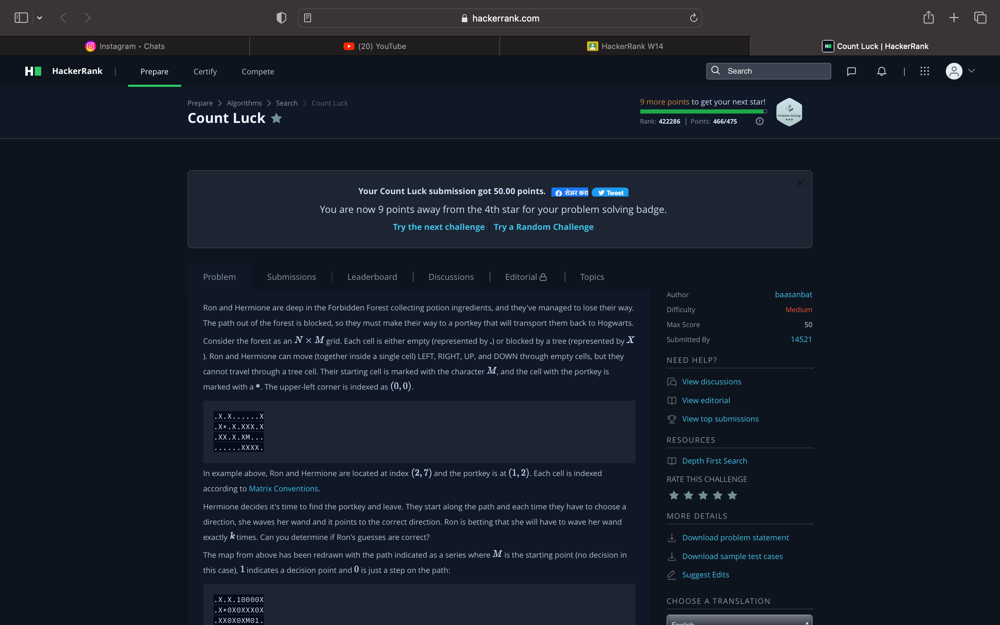 hackerrank.com
Instagram • Chats
(20) YouTube
HackerRank W14
Count Luck | HackerRank
HackerRank | Prepare Certify Compete
Search
Prepare > Algorithms > Search > Count Luck
Count Luck
9 more points to get your next star!
Rank: 422286 | Points: 466/475
Problem Solving
Your Count Luck submission got 50.00 points.
शेअर करा
Tweet
You are now 9 points away from the 4th star for your problem solving badge.
Try the next challenge | Try a Random Challenge
Problem
Submissions
Leaderboard
Discussions
Editorial
Topics
Ron and Hermione are deep in the Forbidden Forest collecting potion ingredients, and they've managed to lose their way.
The path out of the forest is blocked, so they must make their way to a portkey that will transport them back to Hogwarts.
Consider the forest as an N × M grid. Each cell is either empty (represented by .) or blocked by a tree (represented by X
). Ron and Hermione can move (together inside a single cell) LEFT, RIGHT, UP, and DOWN through empty cells, but they
cannot travel through a tree cell. Their starting cell is marked with the character M, and the cell with the portkey is
marked with a *. The upper-left corner is indexed as (0, 0).
.X.X......X
.X*.X.XXX.X
.XX.X.XM...
......XXXX.
In example above, Ron and Hermione are located at index (2, 7) and the portkey is at (1, 2). Each cell is indexed
according to Matrix Conventions.
Hermione decides it's time to find the portkey and leave. They start along the path and each time they have to choose a
direction, she waves her wand and it points to the correct direction. Ron is betting that she will have to wave her wand
exactly k times. Can you determine if Ron's guesses are correct?
The map from above has been redrawn with the path indicated as a series where M is the starting point (no decision in
this case), 1 indicates a decision point and 0 is just a step on the path:
.X.X.10000X
.X*0X0XXX0X
.XX0X0XM01.
Author baasanbat
Difficulty Medium
Max Score 50
Submitted By 14521
NEED HELP?
View discussions
View editorial
View top submissions
RESOURCES
Depth First Search
RATE THIS CHALLENGE
MORE DETAILS
Download problem statement
Download sample test cases
Suggest Edits
CHOOSE A TRANSLATION
English